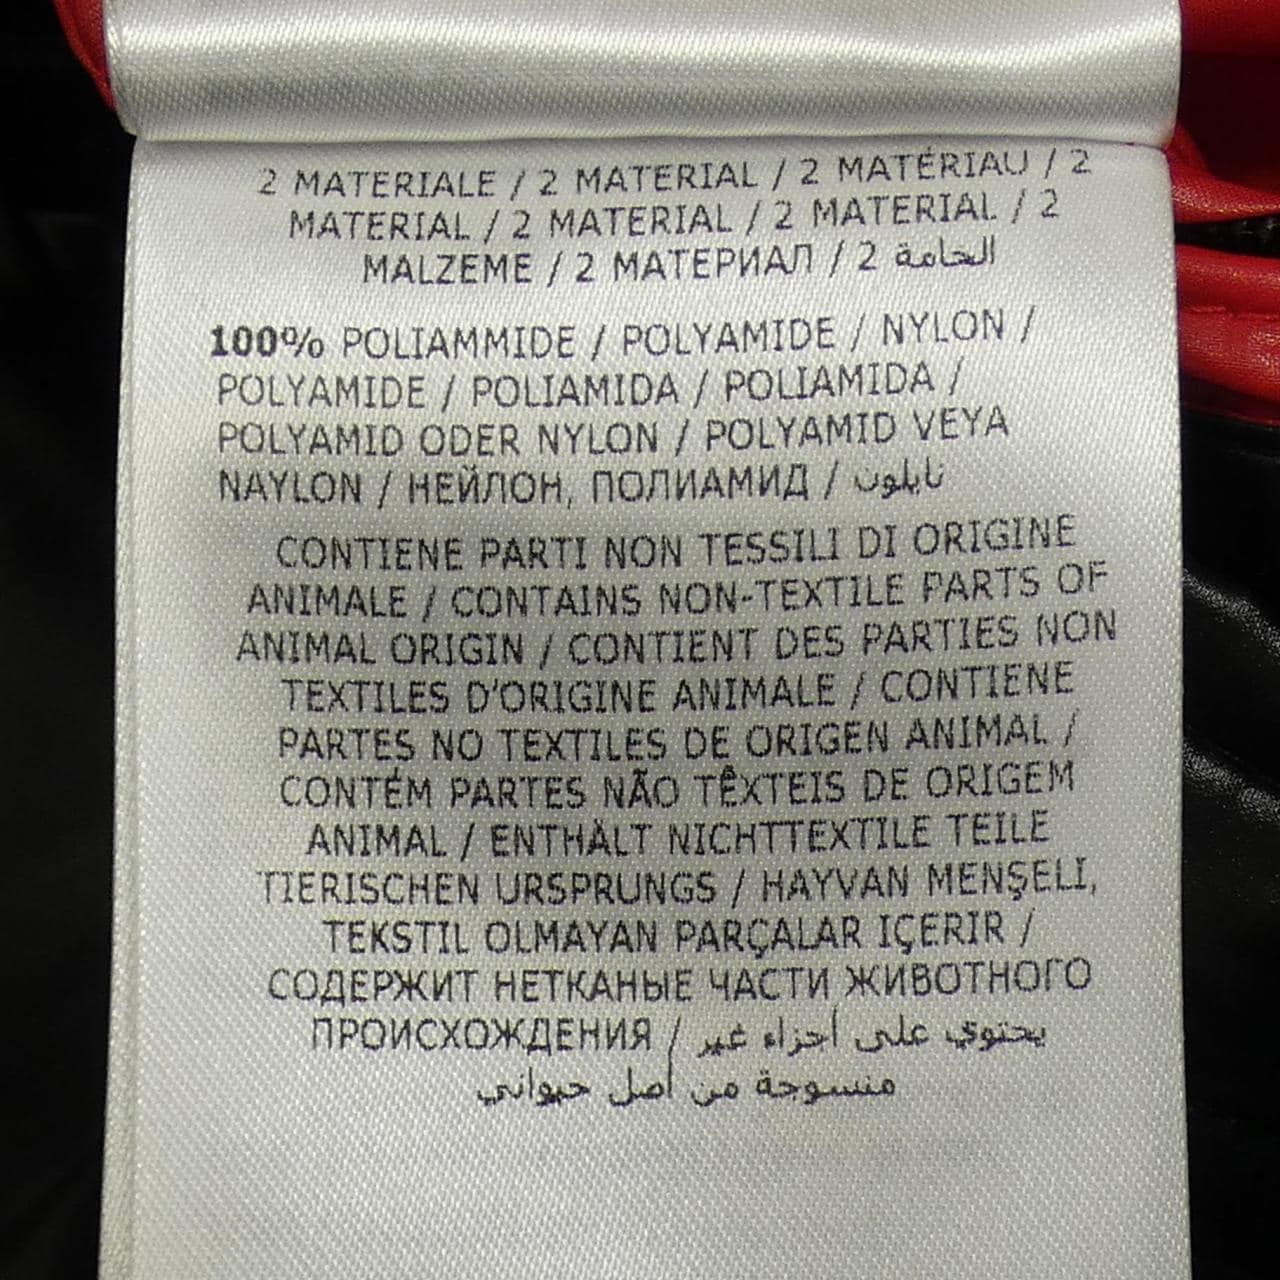 2 MATERIALE / 2 MATERIAL / 2 MATÉRIAU / 2
MATERIAL / 2 MATERIAL / 2 MATERIAL / 2
MALZEME / 2 МАТЕРИАЛ / 2 الخامة
100% POLIAMMIDE / POLYAMIDE / NYLON /
POLYAMIDE / POLIAMIDA / POLIAMIDA /
POLYAMID ODER NYLON / POLYAMID VEYA
NAYLON / НЕЙЛОН, ПОЛИАМИД / نايلون
CONTIENE PARTI NON TESSILI DI ORIGINE
ANIMALE / CONTAINS NON-TEXTILE PARTS OF
ANIMAL ORIGIN / CONTIENT DES PARTIES NON
TEXTILES D'ORIGINE ANIMALE / CONTIENE
PARTES NO TEXTILES DE ORIGEN ANIMAL /
CONTÉM PARTES NÃO TÊXTEIS DE ORIGEM
ANIMAL / ENTHÄLT NICHTTEXTILE TEILE
TIERISCHEN URSPRUNGS / HAYVAN MENŞELI,
TEKSTIL OLMAYAN PARÇALAR IÇERIR /
СОДЕРЖИТ НЕТКАНЫЕ ЧАСТИ ЖИВОТНОГО
ПРОИСХОЖДЕНИЯ / يحتوي على أجزاء غير
منسوجة من أصل حيواني